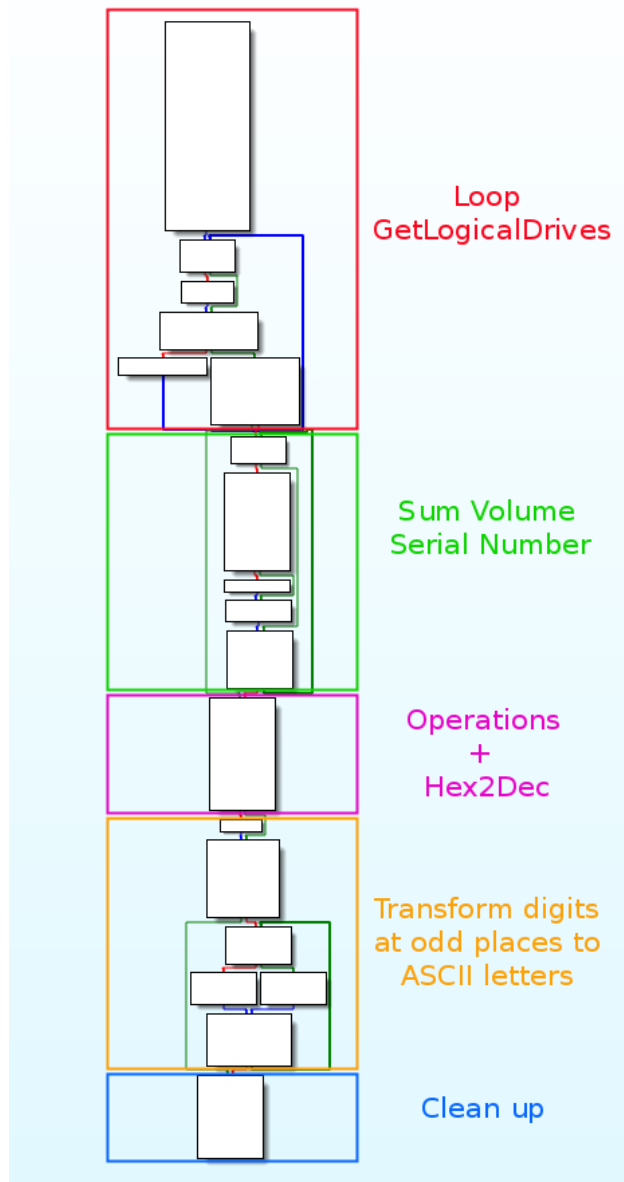 Loop
GetLogicalDrives
Sum Volume
Serial Number
Operations
+
Hex2Dec
Transform digits
at odd places to
ASCII letters
Clean up